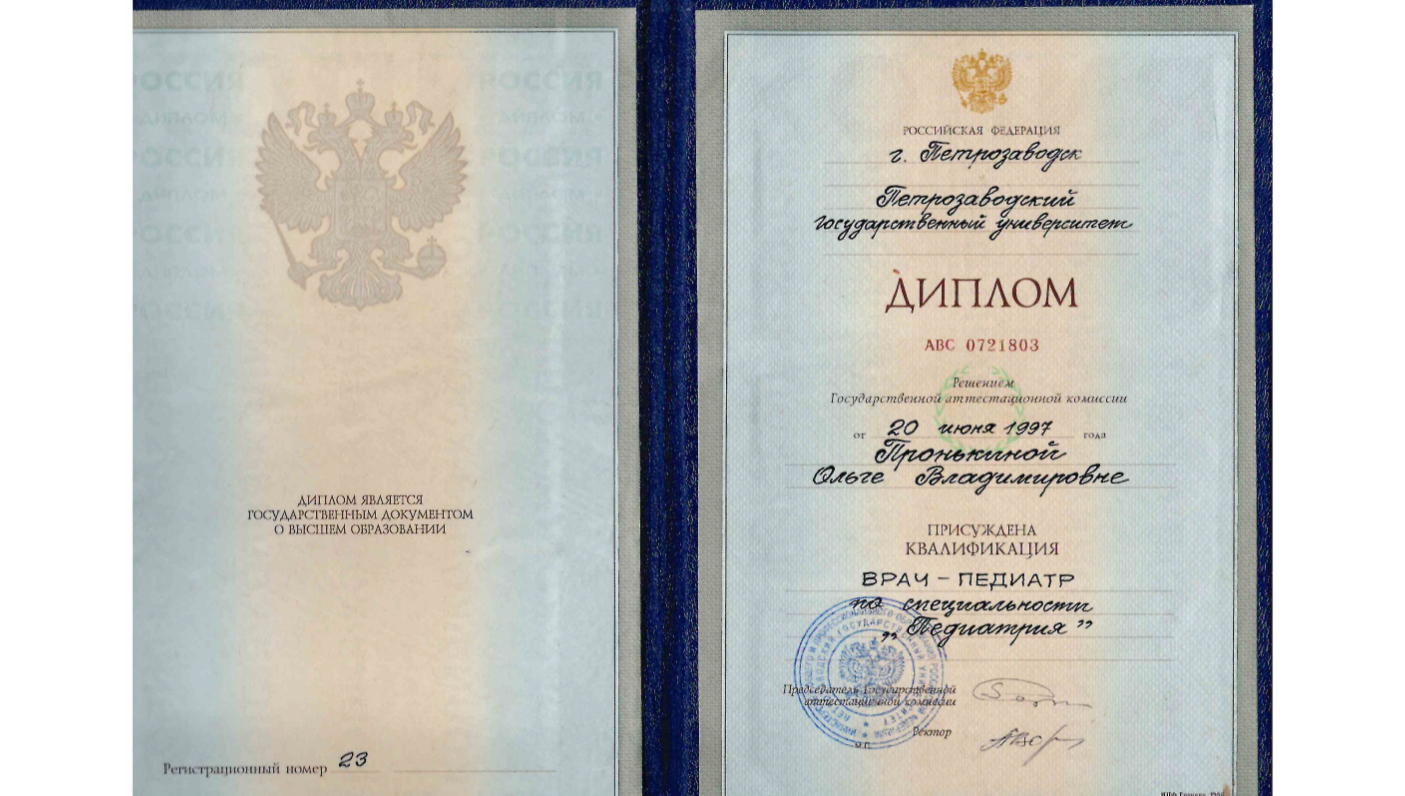 РОССИЯ
РОССИЯ
ДИПЛОМ ЯВЛЯЕТСЯ
ГОСУДАРСТВЕННЫМ ДОКУМЕНТОМ
О ВЫСШЕМ ОБРАЗОВАНИИ
Регистрационный номер 23
РОССИЙСКАЯ ФЕДЕРАЦИЯ
г. Петрозаводск
Петрозаводский
государственный университет
ДИПЛОМ
АВС 0721803
Решением
Государственной аттестационной комиссии
от 20 июня 1997 года
Пронькиной
Ольге Владимировне
ПРИСУЖДЕНА
КВАЛИФИКАЦИЯ
ВРАЧ - ПЕДИАТР
по специальности
„Педиатрия”
Председатель Государственной
аттестационной комиссии
Ректор
М.П.